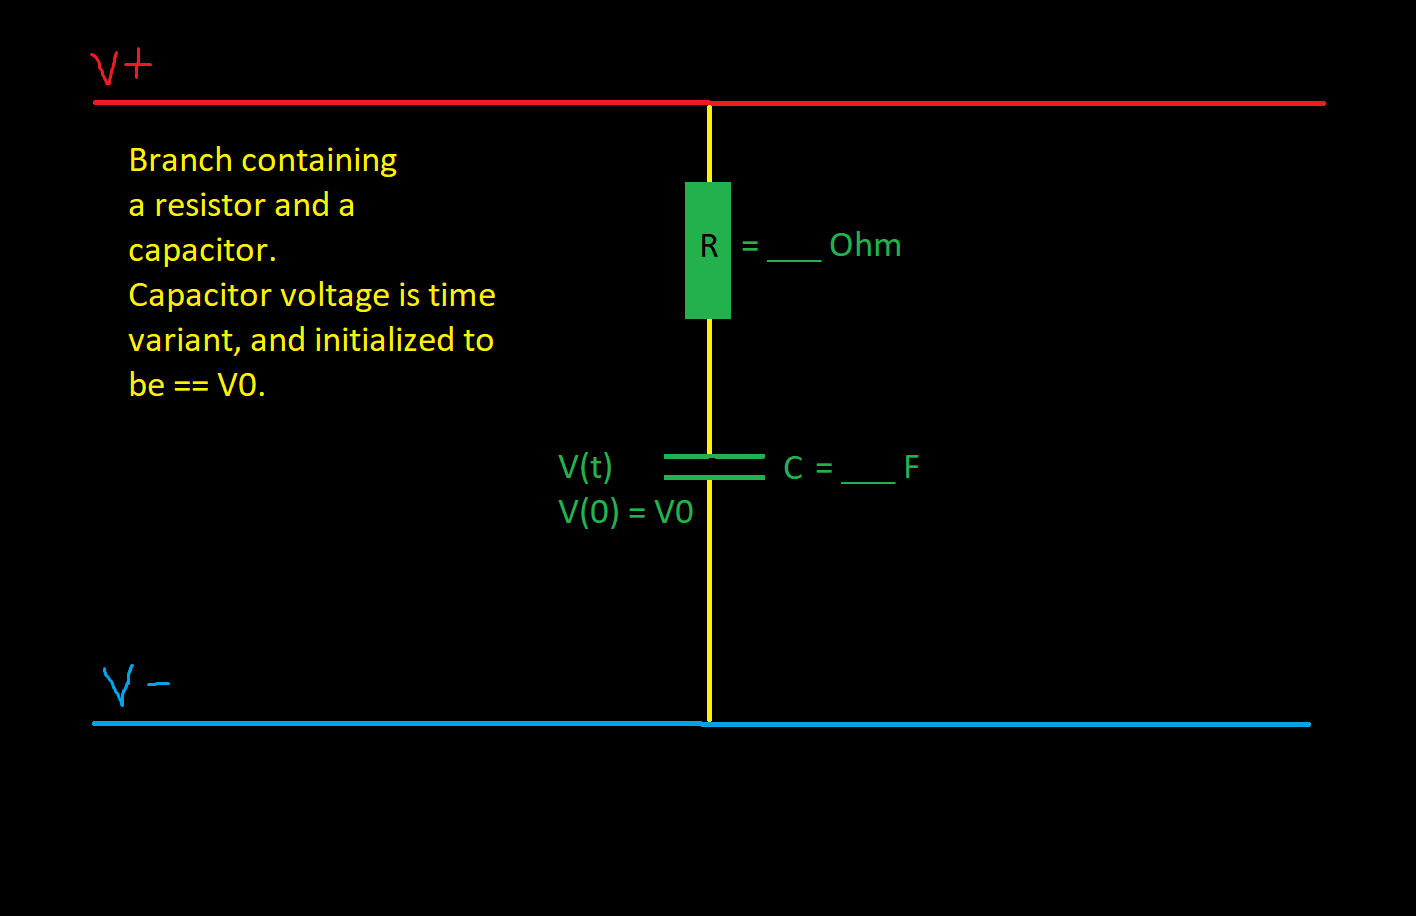 V+
Branch containing
a resistor and a
capacitor.
Capacitor voltage is time
variant, and initialized to
be == V0.
R = ___ Ohm
V(t)
C = ___ F
V(0) = V0
V-